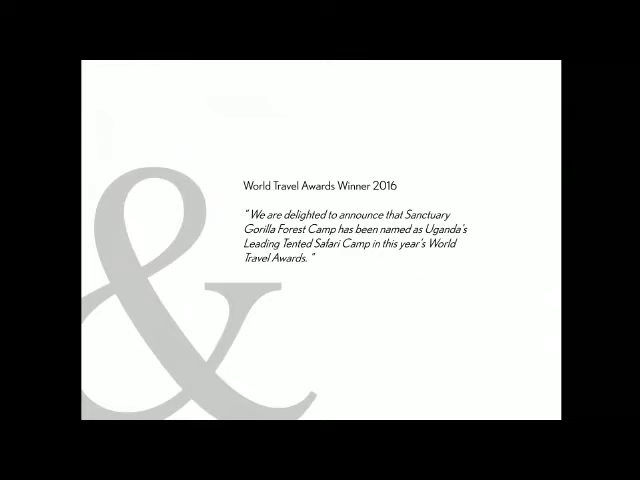 World Travel Awards Winner 2016
" We are delighted to announce that Sanctuary
Gorilla Forest Camp has been named as Uganda's
Leading Tented Safari Camp in this year's World
Travel Awards. "
&